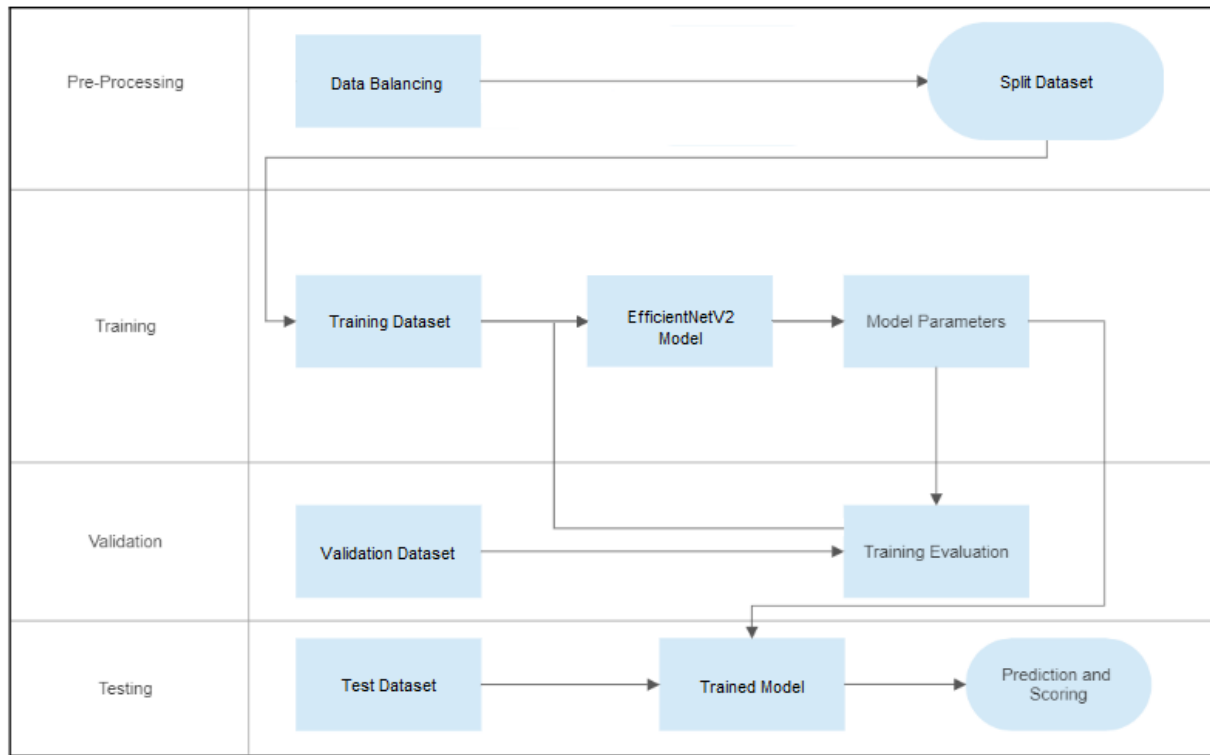 Pre-Processing
Data Balancing
Split Dataset
Training
Training Dataset
EfficientNetV2
Model
Model Parameters
Validation
Validation Dataset
Training Evaluation
Testing
Test Dataset
Trained Model
Prediction and
Scoring